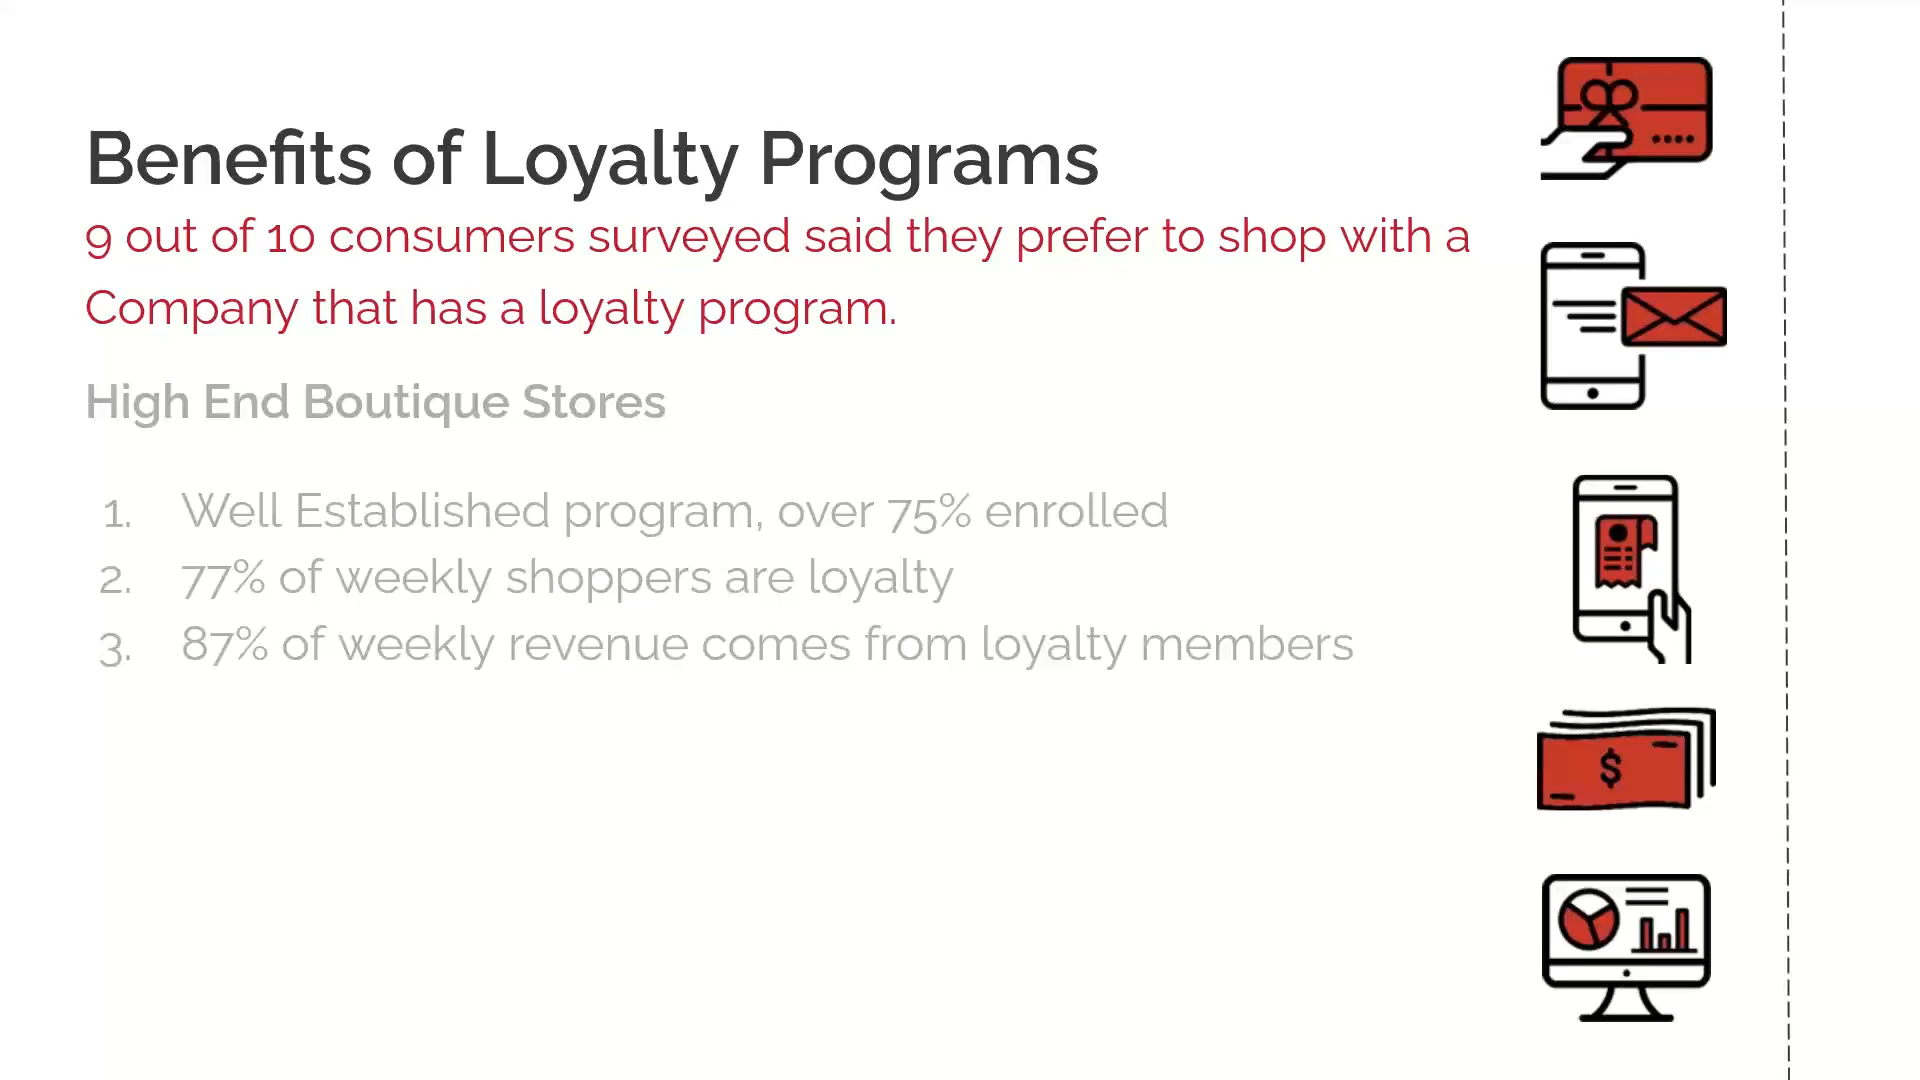 Benefits of Loyalty Programs
9 out of 10 consumers surveyed said they prefer to shop with a
Company that has a loyalty program.
High End Boutique Stores
1. Well Established program, over 75% enrolled
2. 77% of weekly shoppers are loyalty
3. 87% of weekly revenue comes from loyalty members
$